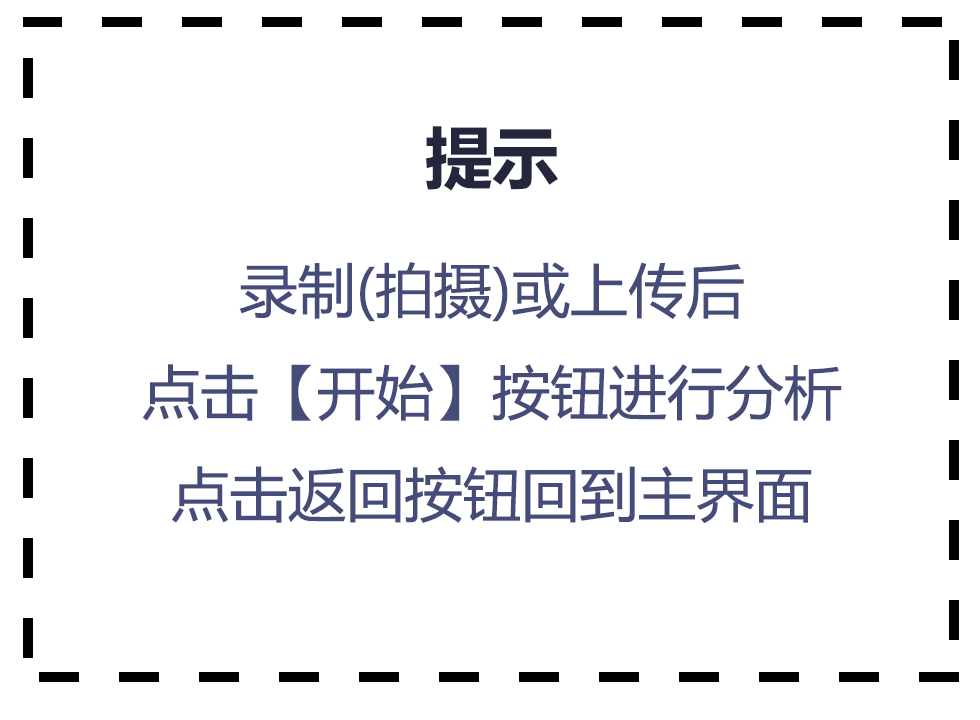 提示
录制(拍摄)或上传后
点击【开始】按钮进行分析
点击返回按钮回到主界面